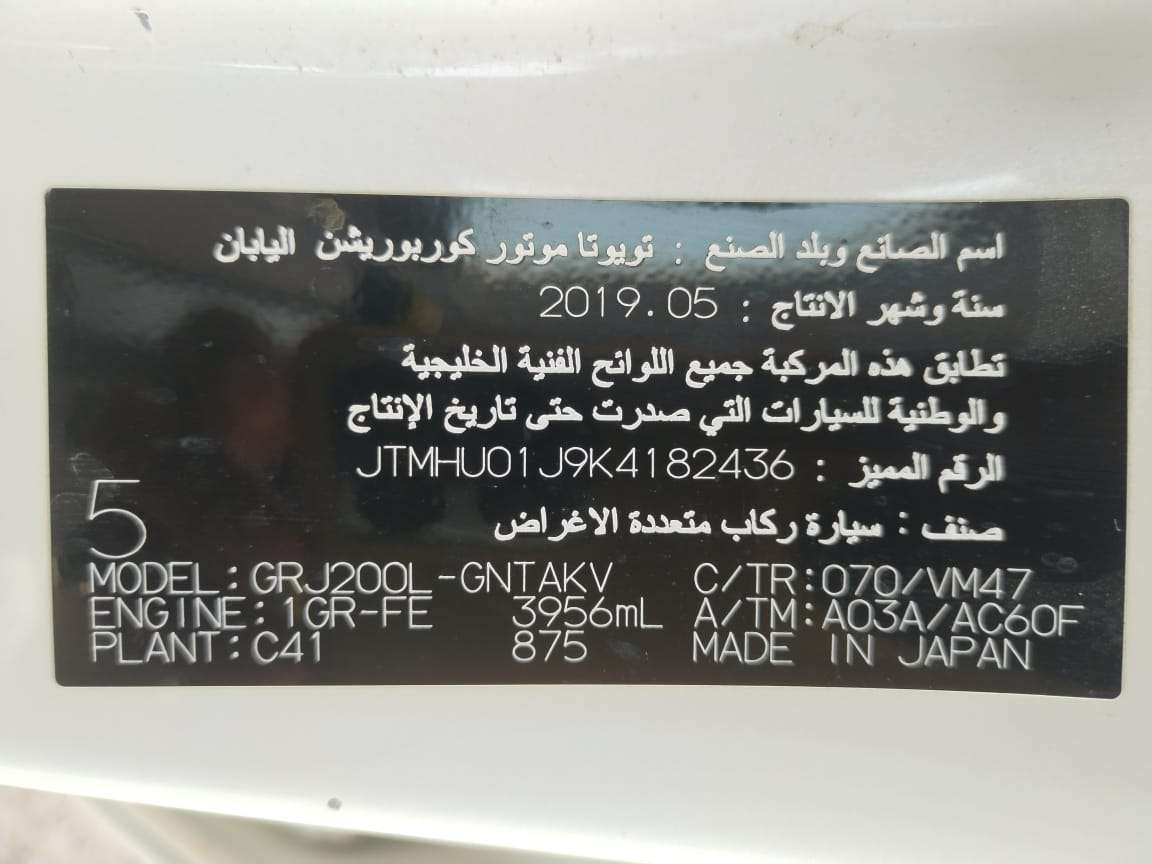 اسم الصانع وبلد الصنع : تويوتا موتور كوربوريشن اليابان
سنة وشهر الانتاج : 2019.05
تطابق هذه المركبة جميع اللوائح الفنية الخليجية
والوطنية للسيارات التي صدرت حتى تاريخ الإنتاج
الرقم المميز : JTMHU01J9K4182436
صنف : سيارة ركاب متعددة الاغراض
5
MODEL: GRJ200L-GNTAKV C/TR: 070/VM47
ENGINE: 1GR-FE 3956mL A/TM: A03A/AC60F
PLANT: C41 875 MADE IN JAPAN